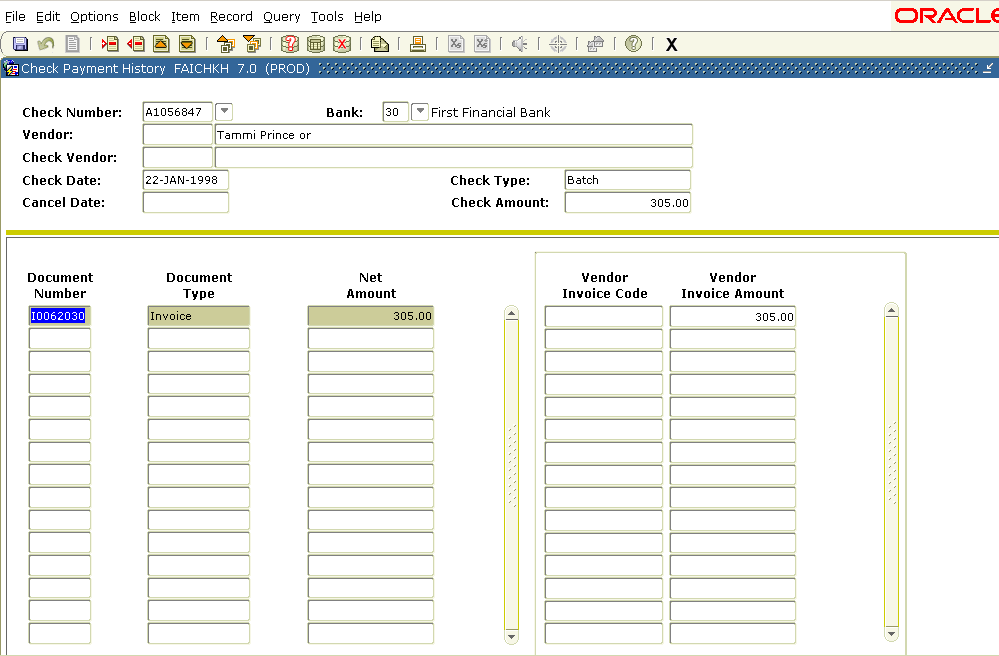 File Edit Options Block Item Record Query Tools Help
ORACLE
X
Check Payment History FAICHKH 7.0 (PROD)
Check Number: A1056847 Bank: 30 First Financial Bank
Vendor: Tammi Prince or
Check Vendor:
Check Date: 22-JAN-1998 Check Type: Batch
Cancel Date: Check Amount: 305.00
Document Document Net Vendor Vendor
Number Type Amount Invoice Code Invoice Amount
I0062030 Invoice 305.00 305.00